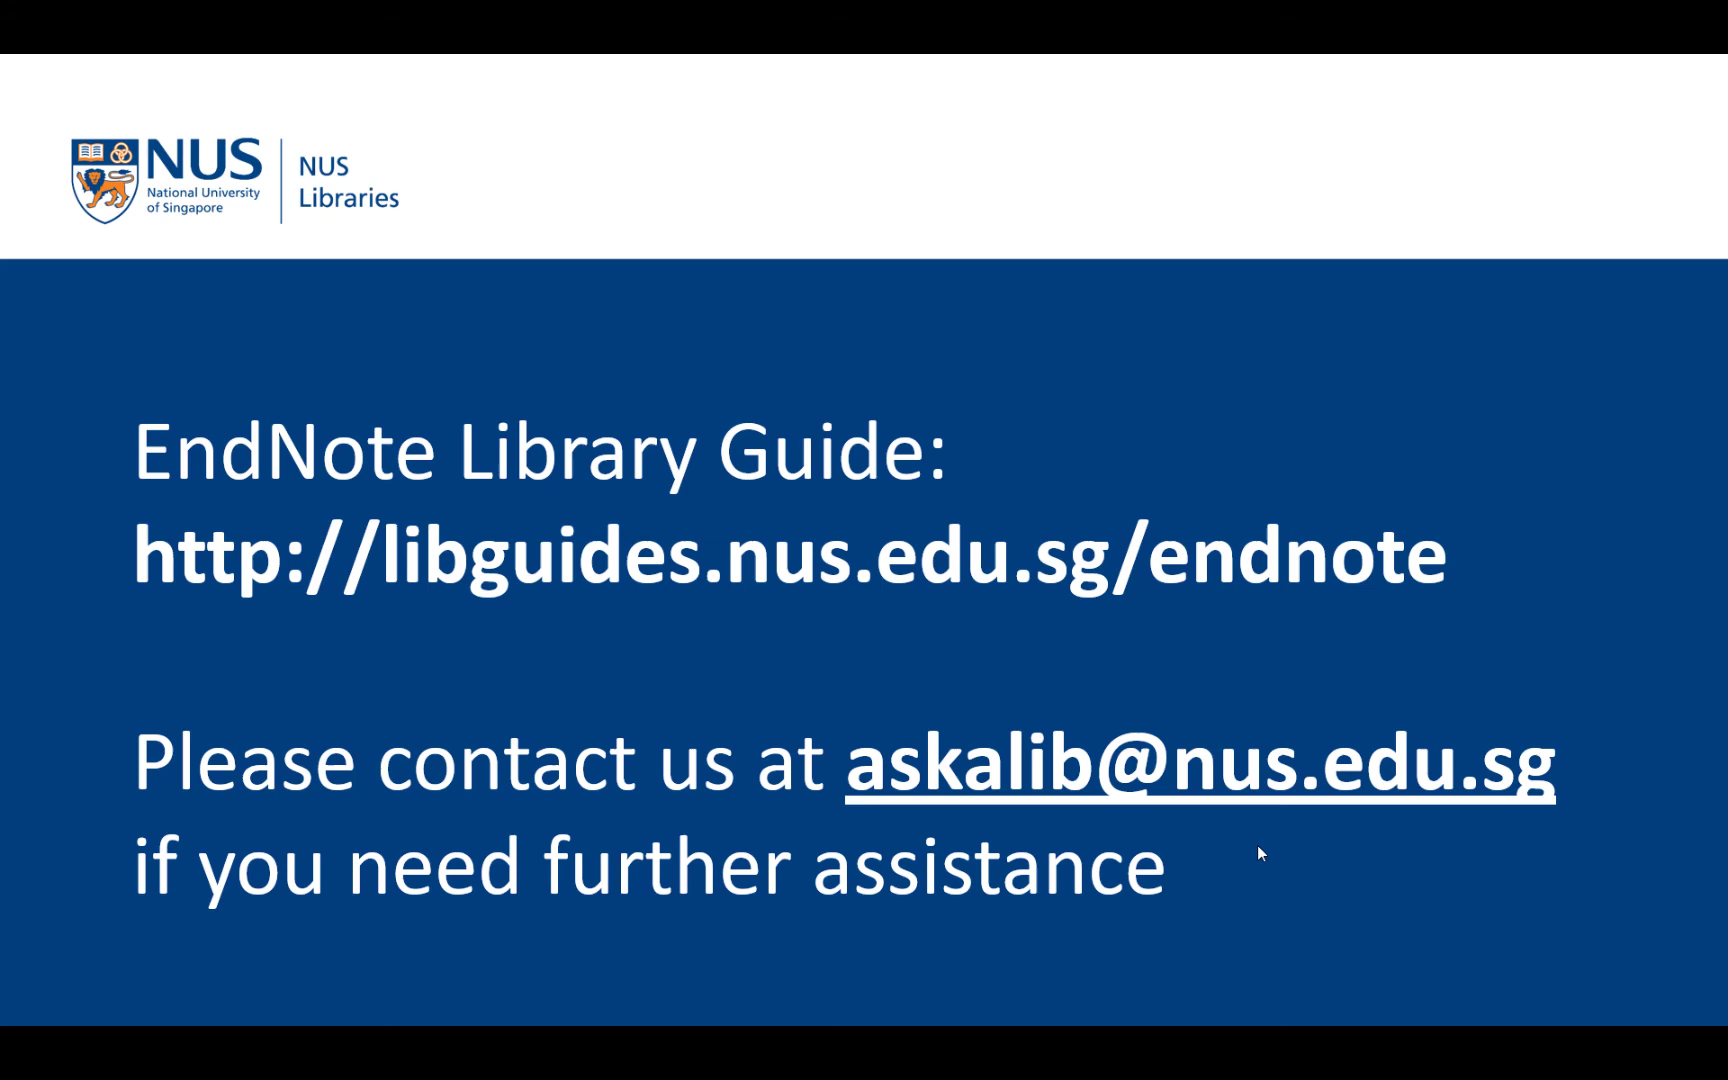 NUS
National University
of Singapore
NUS
Libraries
EndNote Library Guide:
http://libguides.nus.edu.sg/endnote
Please contact us at askalib@nus.edu.sg
if you need further assistance